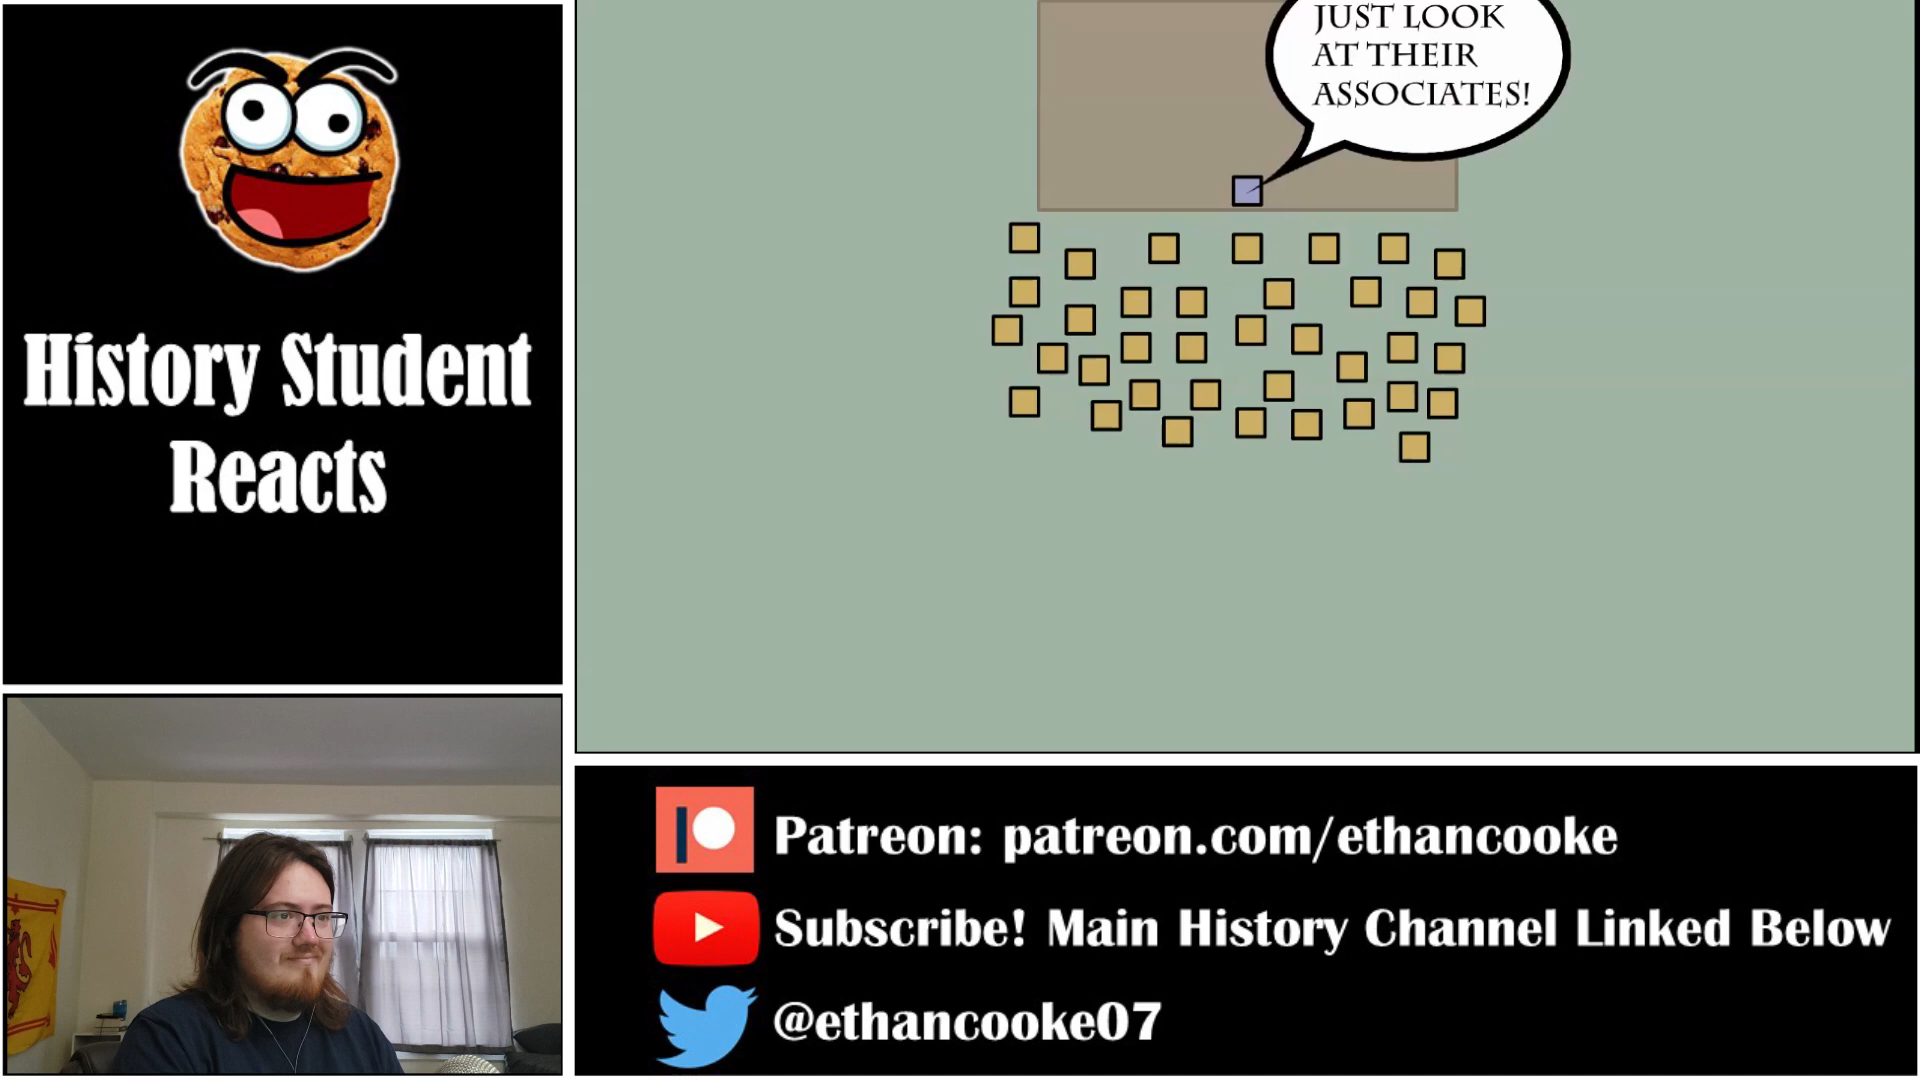 JUST LOOK
AT THEIR
ASSOCIATES!
History Student
Reacts
Patreon: patreon.com/ethancooke
Subscribe! Main History Channel Linked Below
@ethancooke07